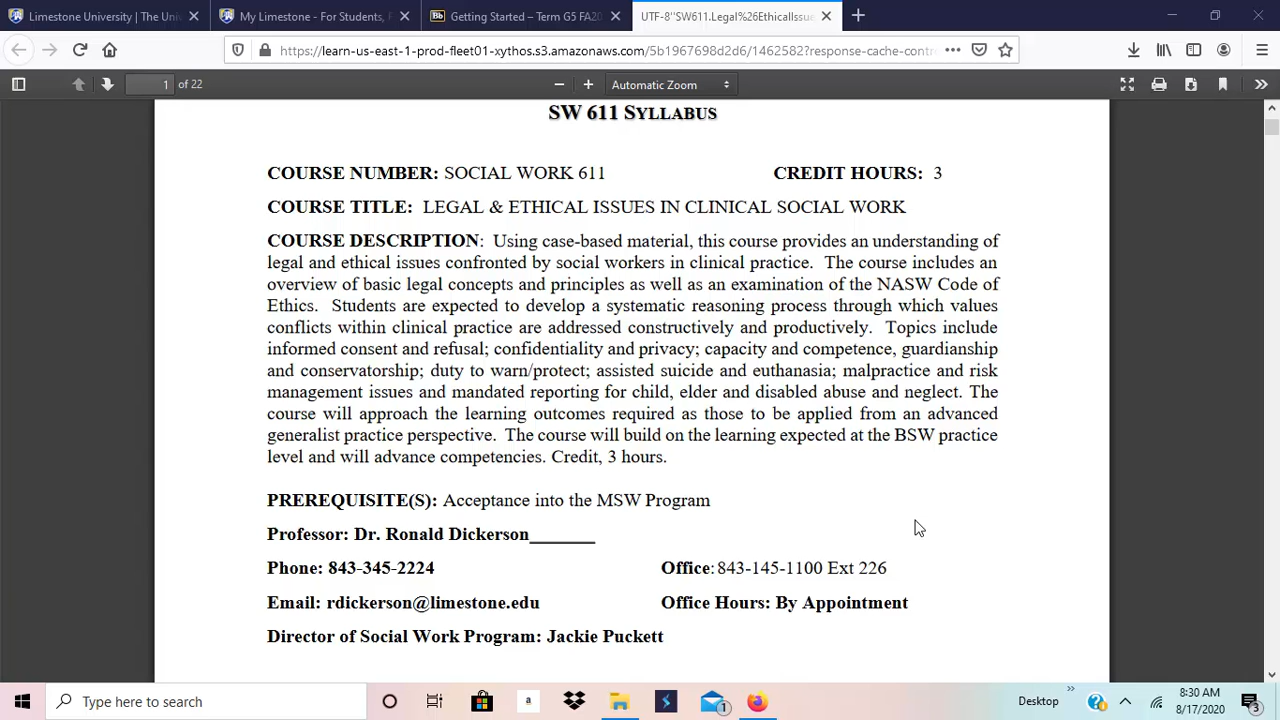 Limestone University | The Uni
My Limestone - For Students, F
Bb Getting Started – Term G5 FA20
UTF-8''SW611.Legal%26EthicalIssue
https://learn-us-east-1-prod-fleet01-xythos.s3.amazonaws.com/5b1967698d2d6/1462582?response-cache-contr
1 of 22
Automatic Zoom
SW 611 SYLLABUS
COURSE NUMBER: SOCIAL WORK 611 CREDIT HOURS: 3
COURSE TITLE: LEGAL & ETHICAL ISSUES IN CLINICAL SOCIAL WORK
COURSE DESCRIPTION: Using case-based material, this course provides an understanding of
legal and ethical issues confronted by social workers in clinical practice. The course includes an
overview of basic legal concepts and principles as well as an examination of the NASW Code of
Ethics. Students are expected to develop a systematic reasoning process through which values
conflicts within clinical practice are addressed constructively and productively. Topics include
informed consent and refusal; confidentiality and privacy; capacity and competence, guardianship
and conservatorship; duty to warn/protect; assisted suicide and euthanasia; malpractice and risk
management issues and mandated reporting for child, elder and disabled abuse and neglect. The
course will approach the learning outcomes required as those to be applied from an advanced
generalist practice perspective. The course will build on the learning expected at the BSW practice
level and will advance competencies. Credit, 3 hours.
PREREQUISITE(S): Acceptance into the MSW Program
Professor: Dr. Ronald Dickerson_______
Phone: 843-345-2224 Office: 843-145-1100 Ext 226
Email: rdickerson@limestone.edu Office Hours: By Appointment
Director of Social Work Program: Jackie Puckett
Type here to search
a
1
Desktop
8:30 AM
8/17/2020
3